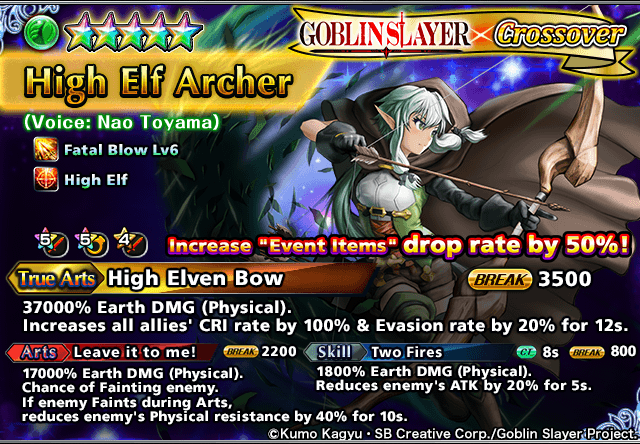 GOBLIN SLAYER × Crossover
High Elf Archer
(Voice: Nao Toyama)
Fatal Blow Lv6
High Elf
5 5 4
Increase "Event Items" drop rate by 50%!
True Arts High Elven Bow BREAK 3500
37000% Earth DMG (Physical).
Increases all allies' CRI rate by 100% & Evasion rate by 20% for 12s.
Arts Leave it to me! BREAK 2200
17000% Earth DMG (Physical).
Chance of Fainting enemy.
If enemy Faints during Arts,
reduces enemy's Physical resistance by 40% for 10s.
Skill Two Fires C.T. 8s BREAK 800
1800% Earth DMG (Physical).
Reduces enemy's ATK by 20% for 5s.
©Kumo Kagyu・SB Creative Corp./Goblin Slayer Project.